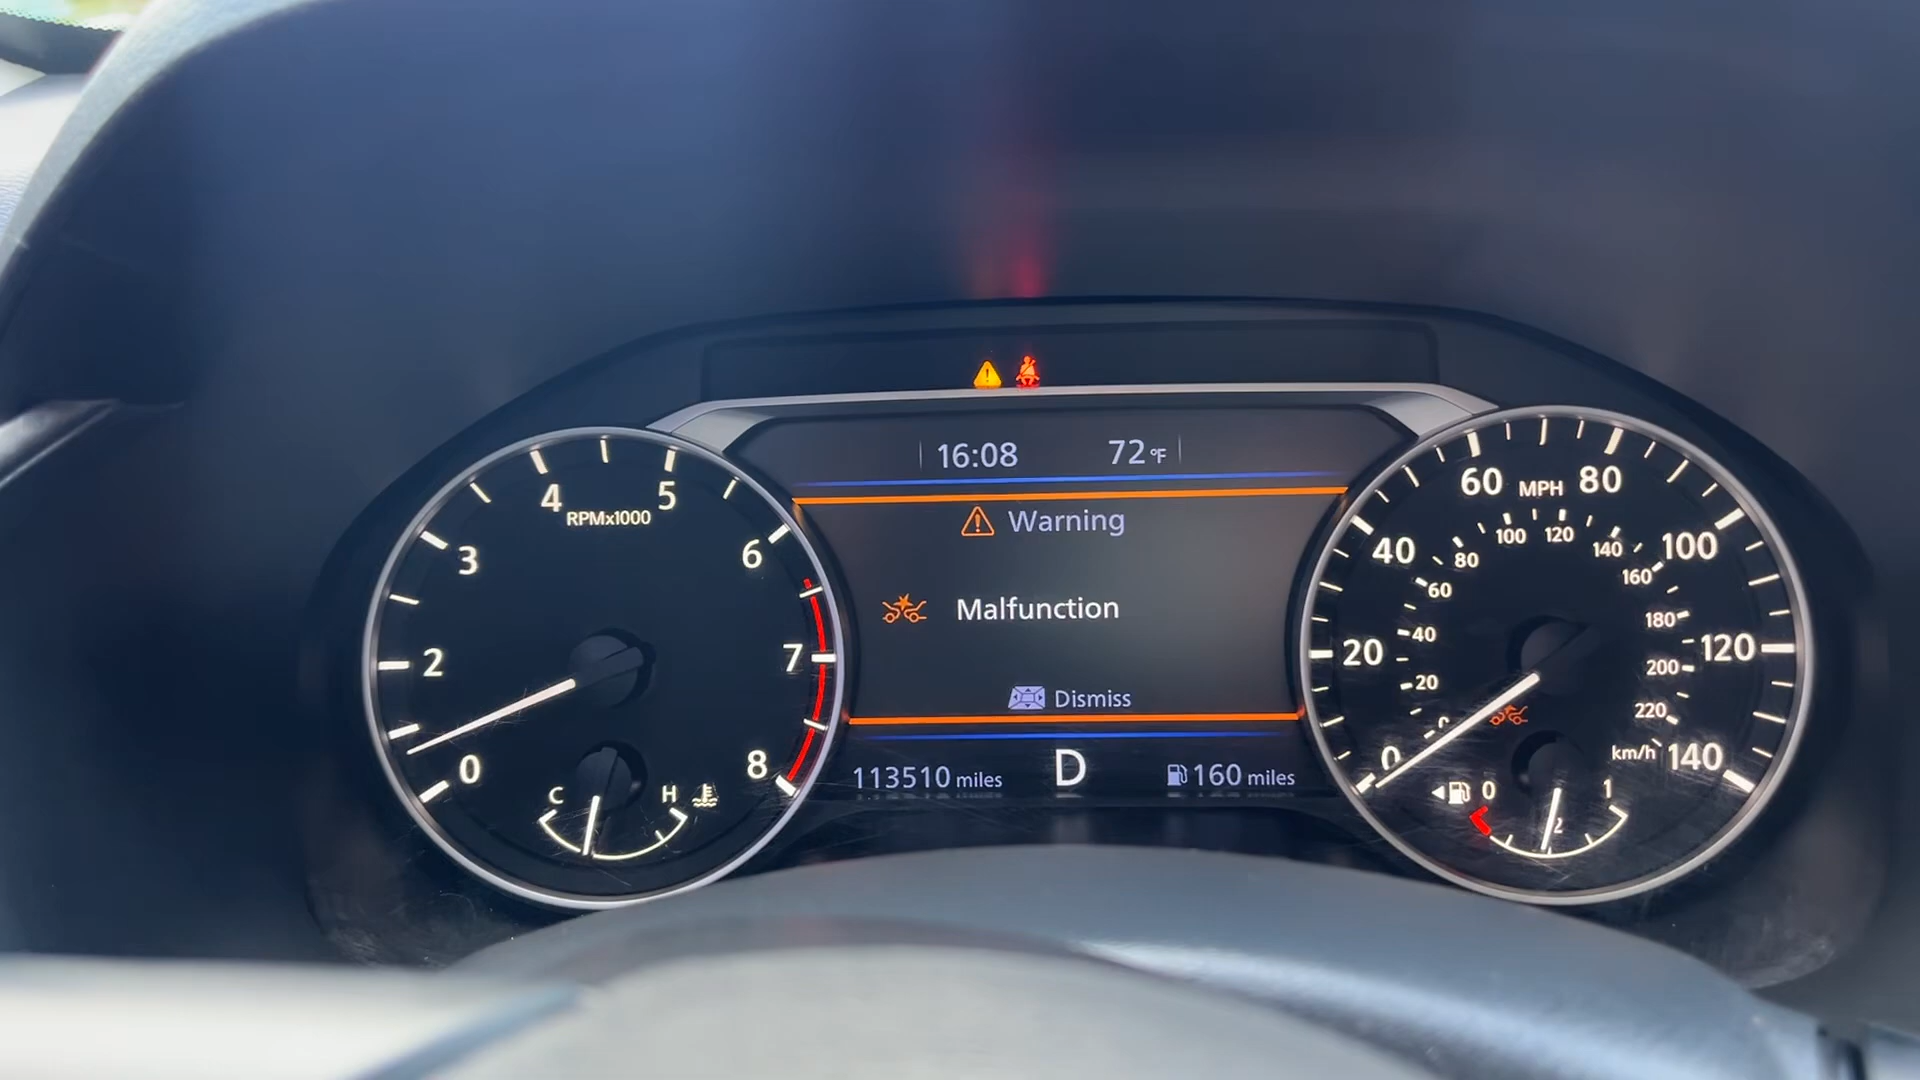 16:08 72°F
Warning
Malfunction
Dismiss
113510 miles D 160 miles
4 5
RPMx1000
3 6
2 7
0 8
C H
60 MPH 80
40 100
20 120
0 140
100 120 140
80 160
60 180
40 200
20 220
km/h
0 1
2